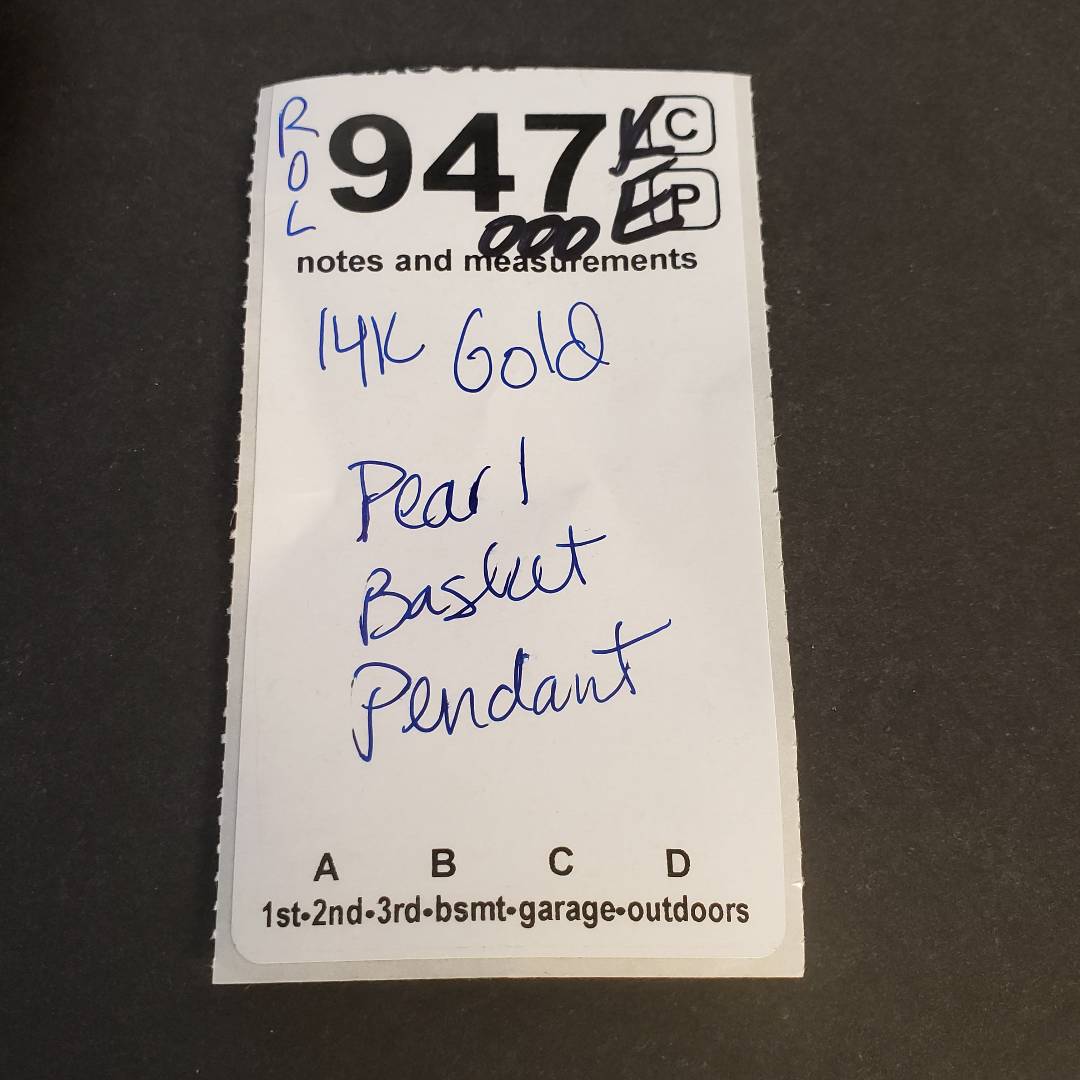 ROL
947
C
P
000
notes and measurements
14K Gold
Pearl
Basket
Pendant
A B C D
1st•2nd•3rd•bsmt•garage•outdoors